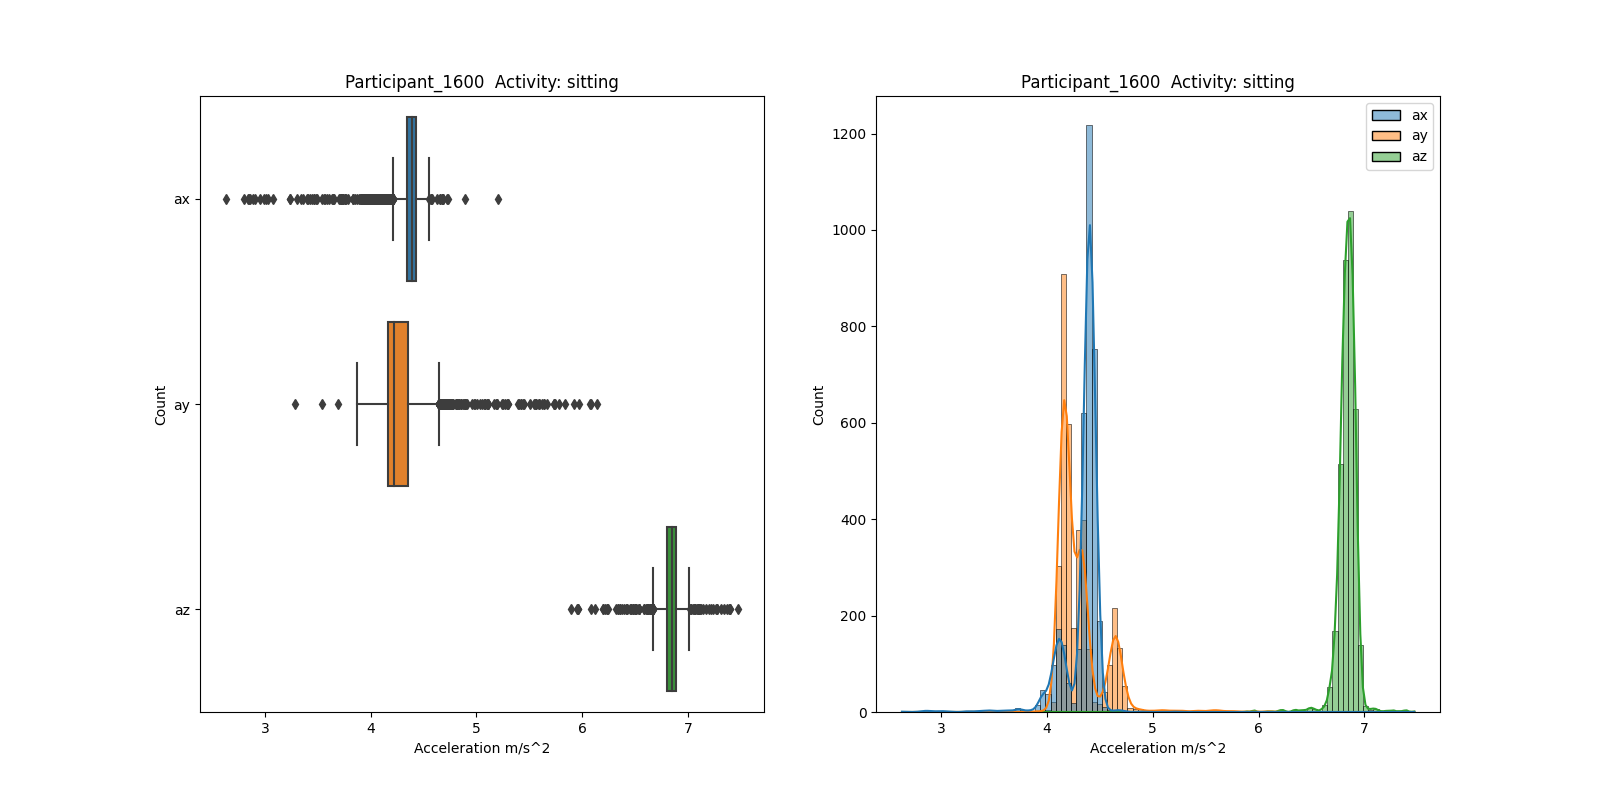 Participant_1600  Activity: sitting
ax
ay
az
Count
3 4 5 6 7
Acceleration m/s^2
Participant_1600  Activity: sitting
ax
ay
az
1200
1000
800
600
400
200
0
Count
3 4 5 6 7
Acceleration m/s^2